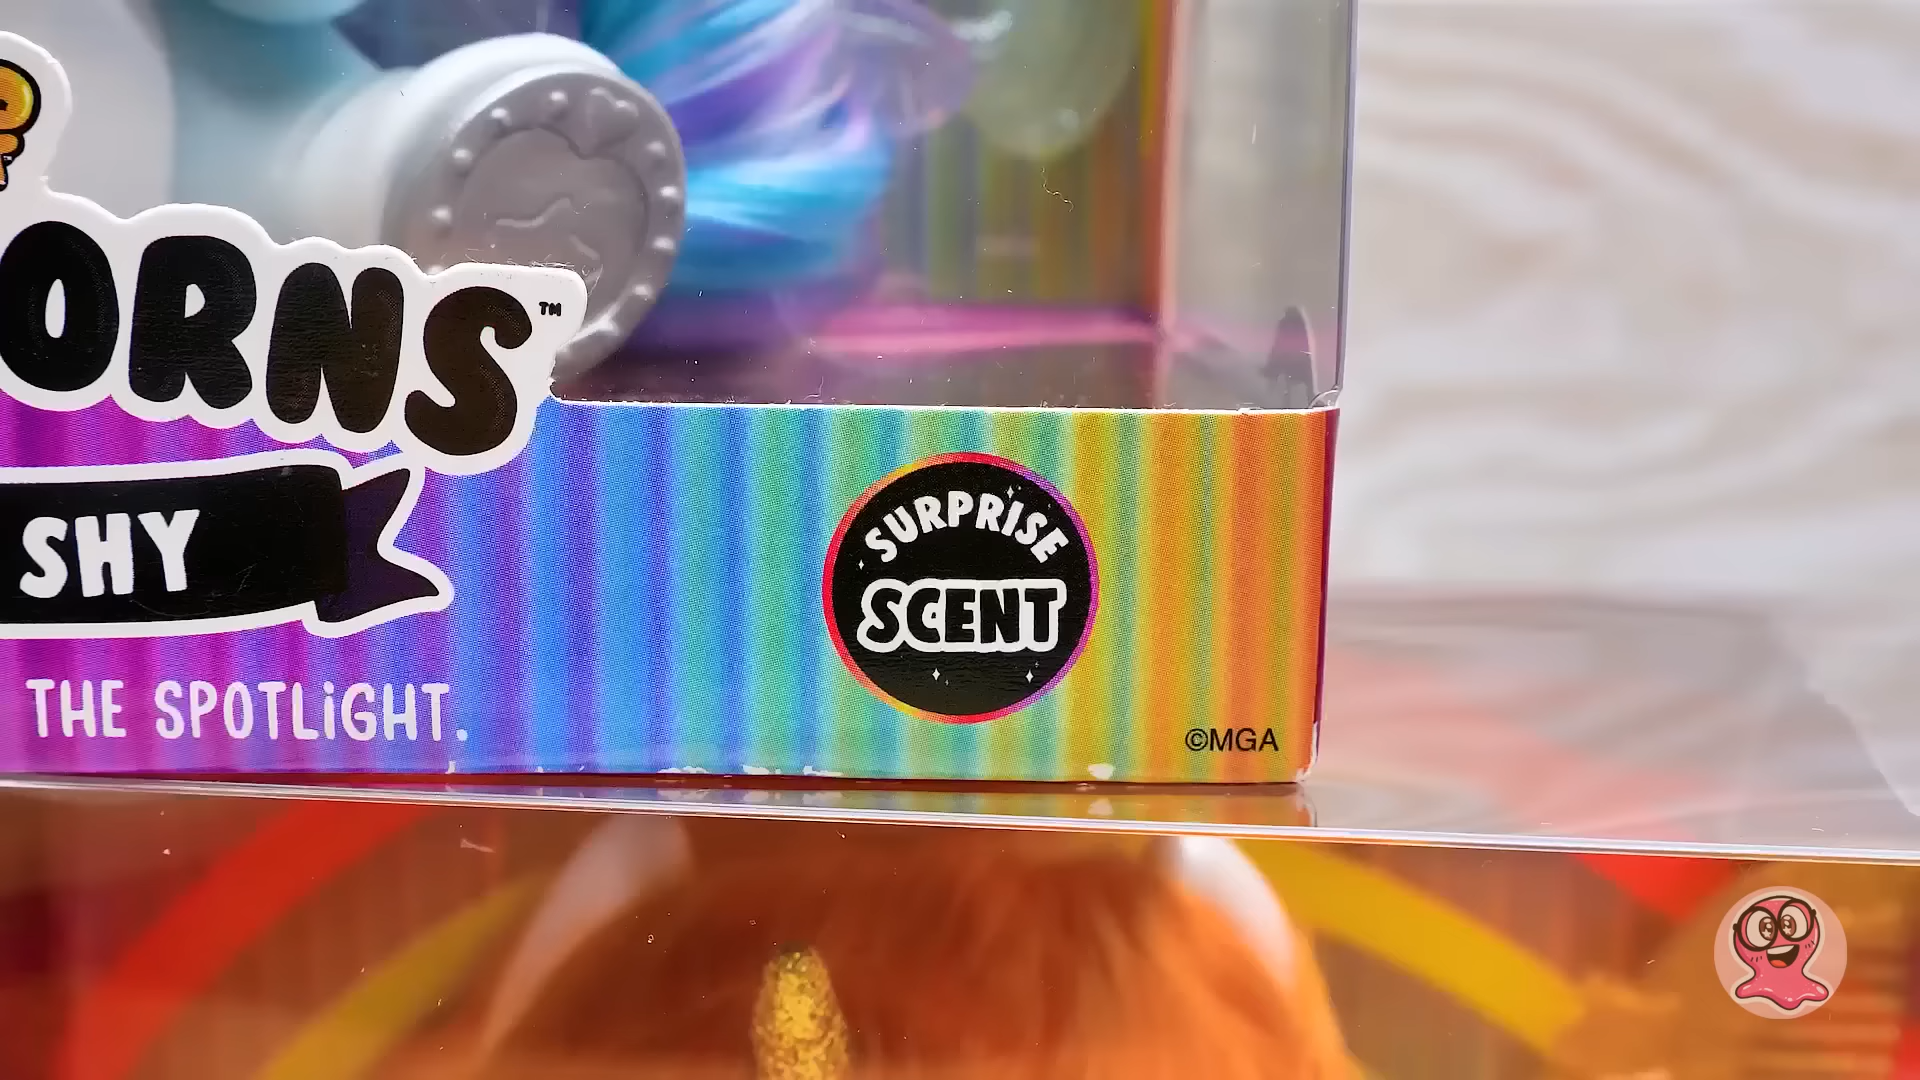 ORNS™
SHY
THE SPOTLiGHT.
SURPRiSE
SCENT
©MGA